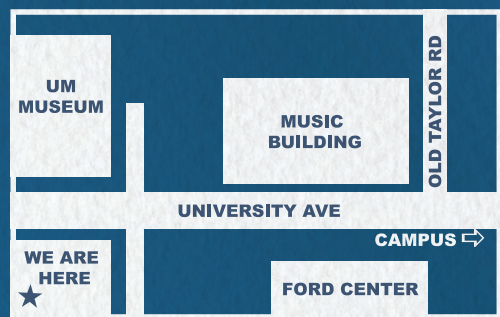 UM
MUSEUM
MUSIC
BUILDING
OLD TAYLOR RD
UNIVERSITY AVE
CAMPUS
WE ARE
HERE
FORD CENTER